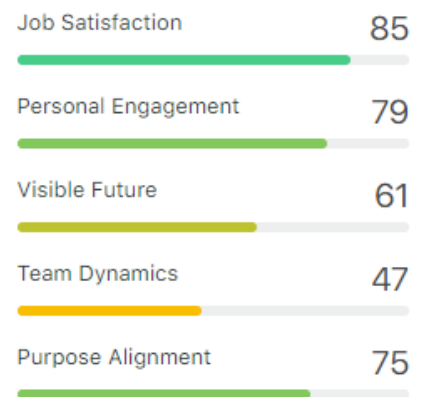 Job Satisfaction 85
Personal Engagement 79
Visible Future 61
Team Dynamics 47
Purpose Alignment 75